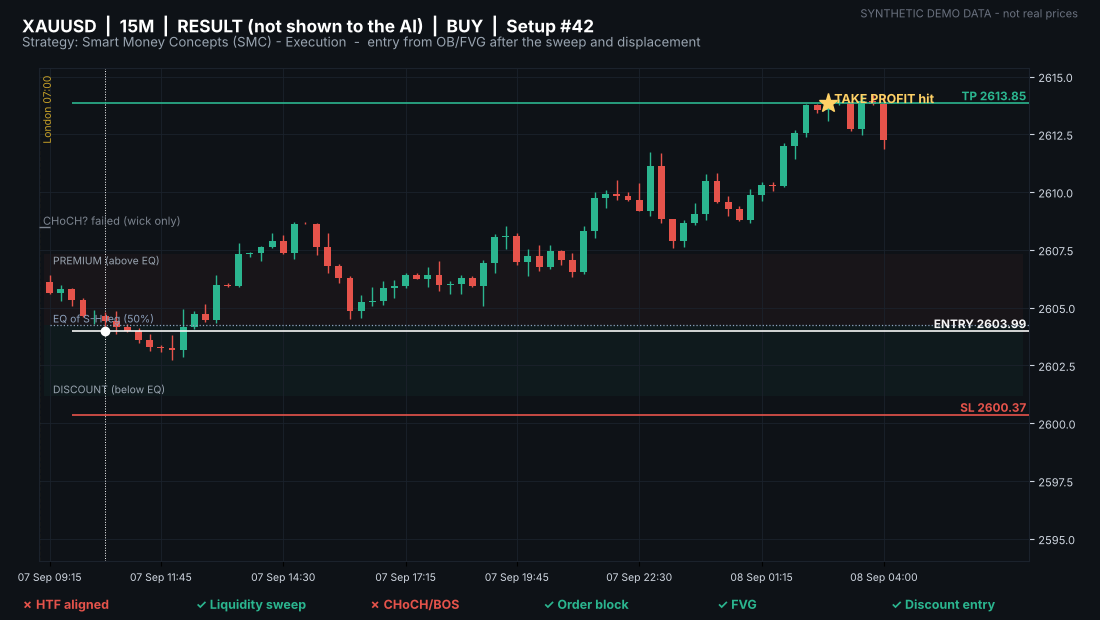 XAUUSD | 15M | RESULT (not shown to the AI) | BUY | Setup #42
SYNTHETIC DEMO DATA - not real prices
Strategy: Smart Money Concepts (SMC) - Execution - entry from OB/FVG after the sweep and displacement
London 07:00
2615.0
TAKE PROFIT hit
TP 2613.85
2612.5
2610.0
CHoCH? failed (wick only)
2607.5
PREMIUM (above EQ)
2605.0
EQ of S-H leg (50%)
ENTRY 2603.99
2602.5
DISCOUNT (below EQ)
SL 2600.37
2600.0
2597.5
2595.0
07 Sep 09:15 07 Sep 11:45 07 Sep 14:30 07 Sep 17:15 07 Sep 19:45 07 Sep 22:30 08 Sep 01:15 08 Sep 04:00
× HTF aligned ✓ Liquidity sweep × CHoCH/BOS ✓ Order block ✓ FVG ✓ Discount entry